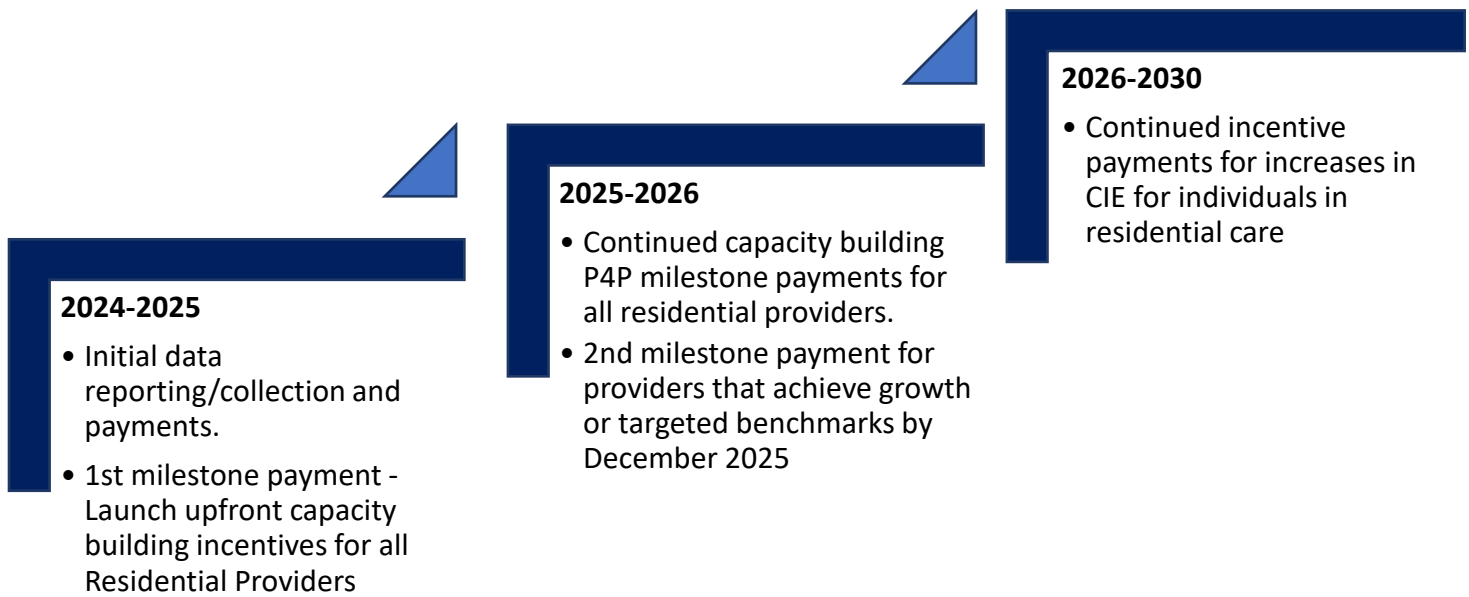 2024-2025
• Initial data
reporting/collection and
payments.
• 1st milestone payment -
Launch upfront capacity
building incentives for all
Residential Providers
2025-2026
• Continued capacity building
P4P milestone payments for
all residential providers.
• 2nd milestone payment for
providers that achieve growth
or targeted benchmarks by
December 2025
2026-2030
• Continued incentive
payments for increases in
CIE for individuals in
residential care